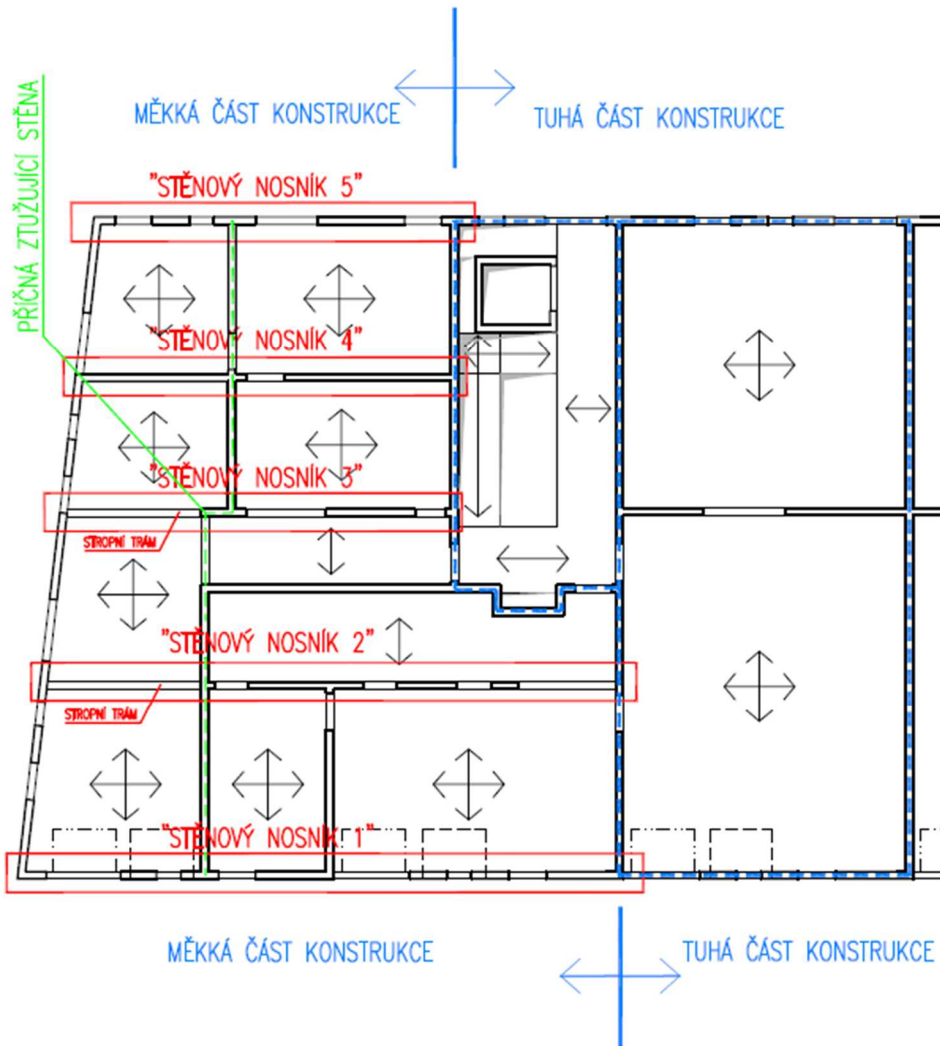 MĚKKÁ ČÁST KONSTRUKCE
TUHÁ ČÁST KONSTRUKCE
PŘÍČNÁ ZTUŽUJÍCÍ STĚNA
"STĚNOVÝ NOSNÍK 5"
"STĚNOVÝ NOSNÍK 4"
"STĚNOVÝ NOSNÍK 3"
STROPNÍ TRÁM
"STĚNOVÝ NOSNÍK 2"
STROPNÍ TRÁM
"STĚNOVÝ NOSNÍK 1"
MĚKKÁ ČÁST KONSTRUKCE
TUHÁ ČÁST KONSTRUKCE